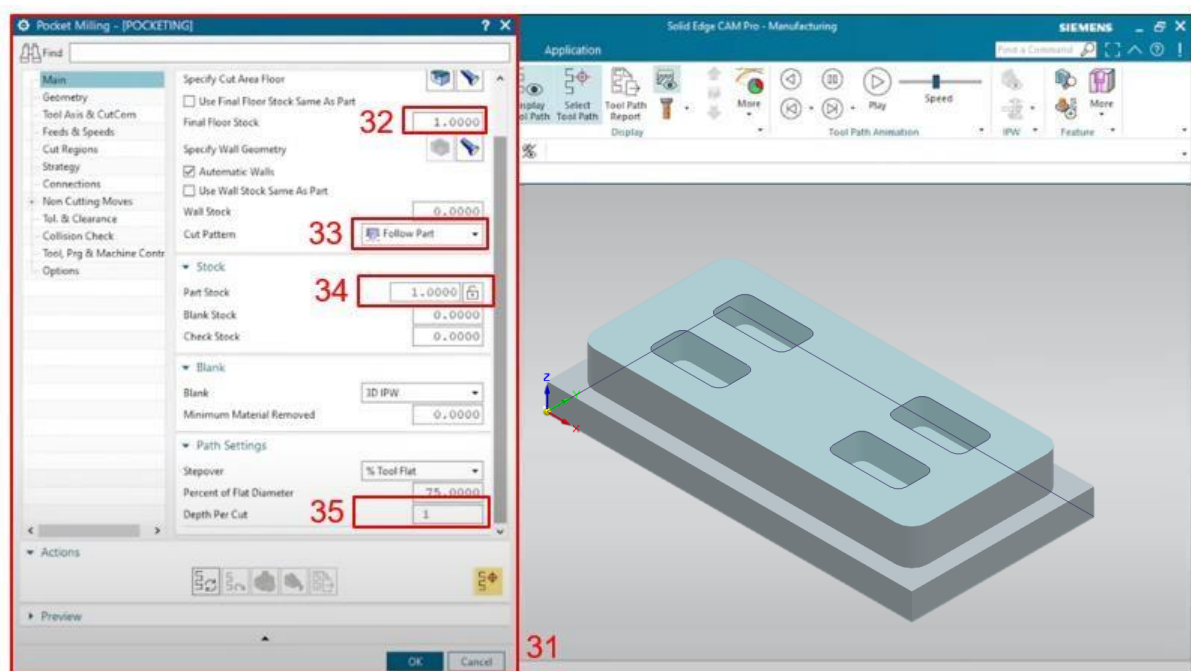 Pocket Milling - [POCKETING]
? X
Solid Edge CAM Pro - Manufacturing
SIEMENS
Find
Application
Find a Command
Main
Geometry
Tool Axis & CutCom
Feeds & Speeds
Cut Regions
Strategy
Connections
Non Cutting Moves
Tol. & Clearance
Collision Check
Tool, Prg & Machine Contr
Options
Specify Cut Area Floor
Use Final Floor Stock Same As Part
Final Floor Stock 32 1.0000
Specify Wall Geometry
Automatic Walls
Use Wall Stock Same As Part
Wall Stock 0.0000
Cut Pattern 33 Follow Part
Stock
Part Stock 34 1.0000
Blank Stock 0.0000
Check Stock 0.0000
Blank
Blank 3D IPW
Minimum Material Removed 0.0000
Path Settings
Stepover % Tool Flat
Percent of Flat Diameter 75.0000
Depth Per Cut 35 1
Actions
Preview
OK Cancel
31
Select
Tool Path
Tool Path
Report
More
Play
Speed
More
Display
Tool Path Animation
IPW
Feature
Z
Y
X